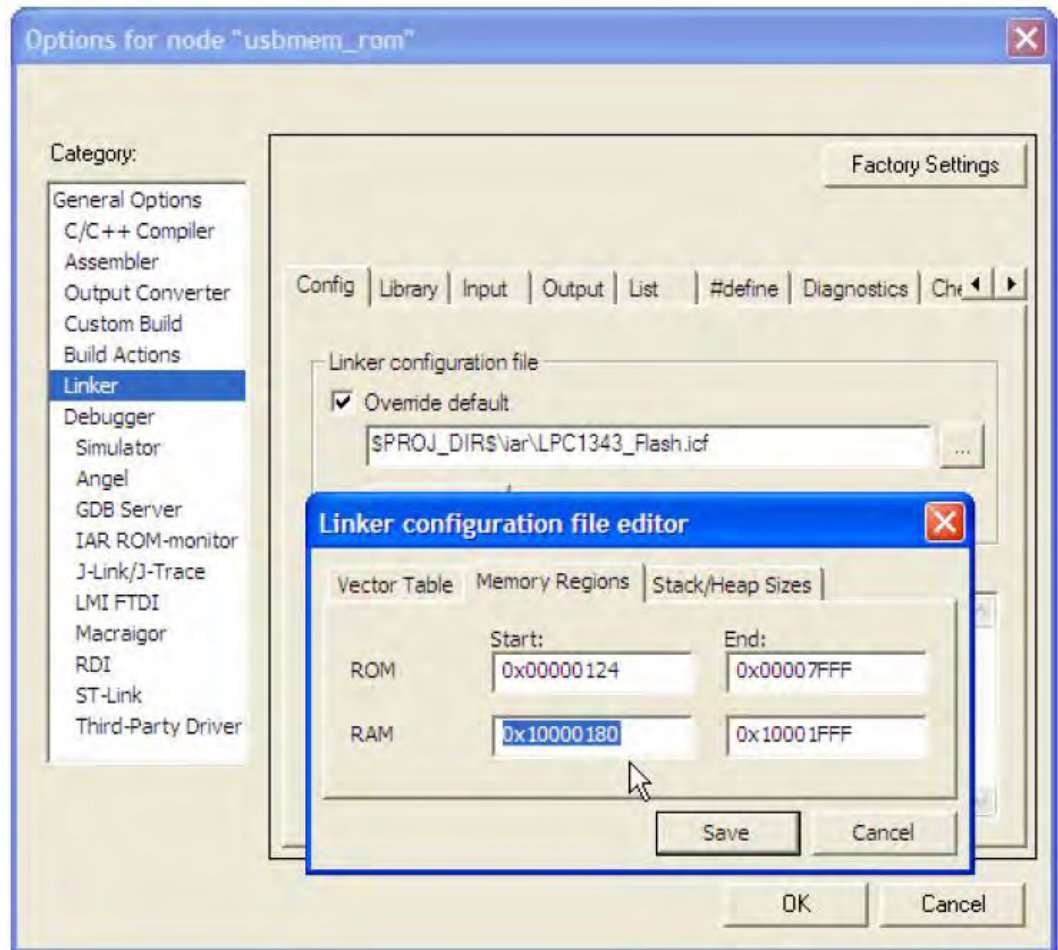 Options for node "usbmem_rom"
Category:
General Options
C/C++ Compiler
Assembler
Output Converter
Custom Build
Build Actions
Linker
Debugger
Simulator
Angel
GDB Server
IAR ROM-monitor
J-Link/J-Trace
LMI FTDI
Macraigor
RDI
ST-Link
Third-Party Driver
Factory Settings
Config Library Input Output List #define Diagnostics
Linker configuration file
Override default
$PROJ_DIR$\iar\LPC1343_Flash.icf
...
Linker configuration file editor
Vector Table Memory Regions Stack/Heap Sizes
Start: End:
ROM 0x00000124 0x00007FFF
RAM 0x10000180 0x10001FFF
Save Cancel
OK Cancel